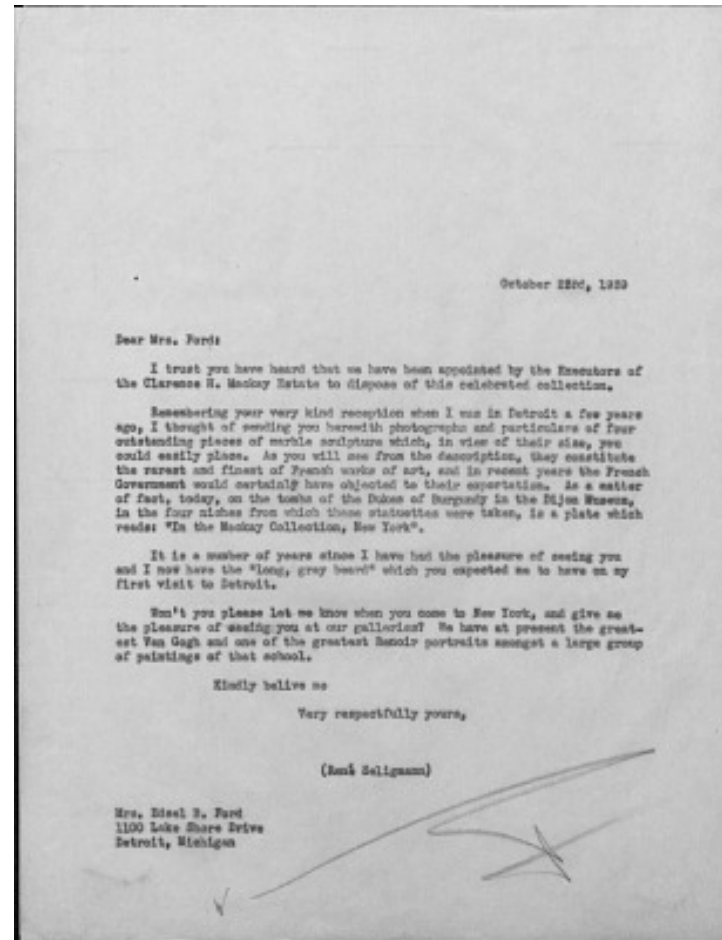 October 23rd, 1939
Dear Mrs. Ford:
I trust you have heard that we have been appointed by the Executors of
the Clarence H. Mackay Estate to dispose of this celebrated collection.
Remembering your very kind reception when I was in Detroit a few years
ago, I thought of sending you herewith photographs and particulars of four
outstanding pieces of marble sculpture which, in view of their size, you
could easily place. As you will see from the description, they constitute
the rarest and finest of French works of art, and in recent years the French
Government would certainly have objected to their exportation. As a matter
of fact, today, on the tombs of the Dukes of Burgundy in the Dijon Museum,
in the four niches from which these statuettes were taken, is a plate which
reads: "In the Mackay Collection, New York".
It is a number of years since I have had the pleasure of seeing you
and I now have the "long, gray beard" which you expected me to have on my
first visit to Detroit.
Won't you please let me know when you come to New York, and give me
the pleasure of seeing you at our galleries? We have at present the great-
est Van Gogh and one of the greatest Renoir portraits amongst a large group
of paintings of that school.
Kindly belive me
Very respectfully yours,
(René Seligmann)
Mrs. Edsel B. Ford
1100 Lake Shore Drive
Detroit, Michigan